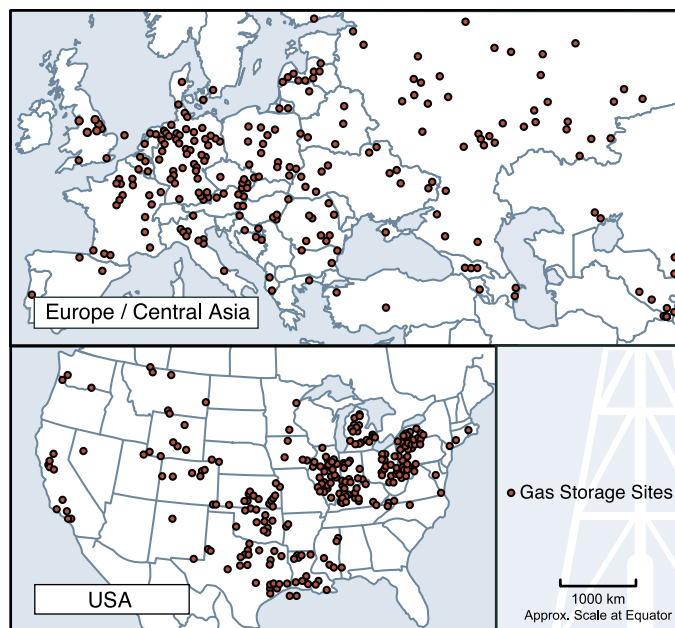 Europe / Central Asia
USA
Gas Storage Sites
1000 km
Approx. Scale at Equator